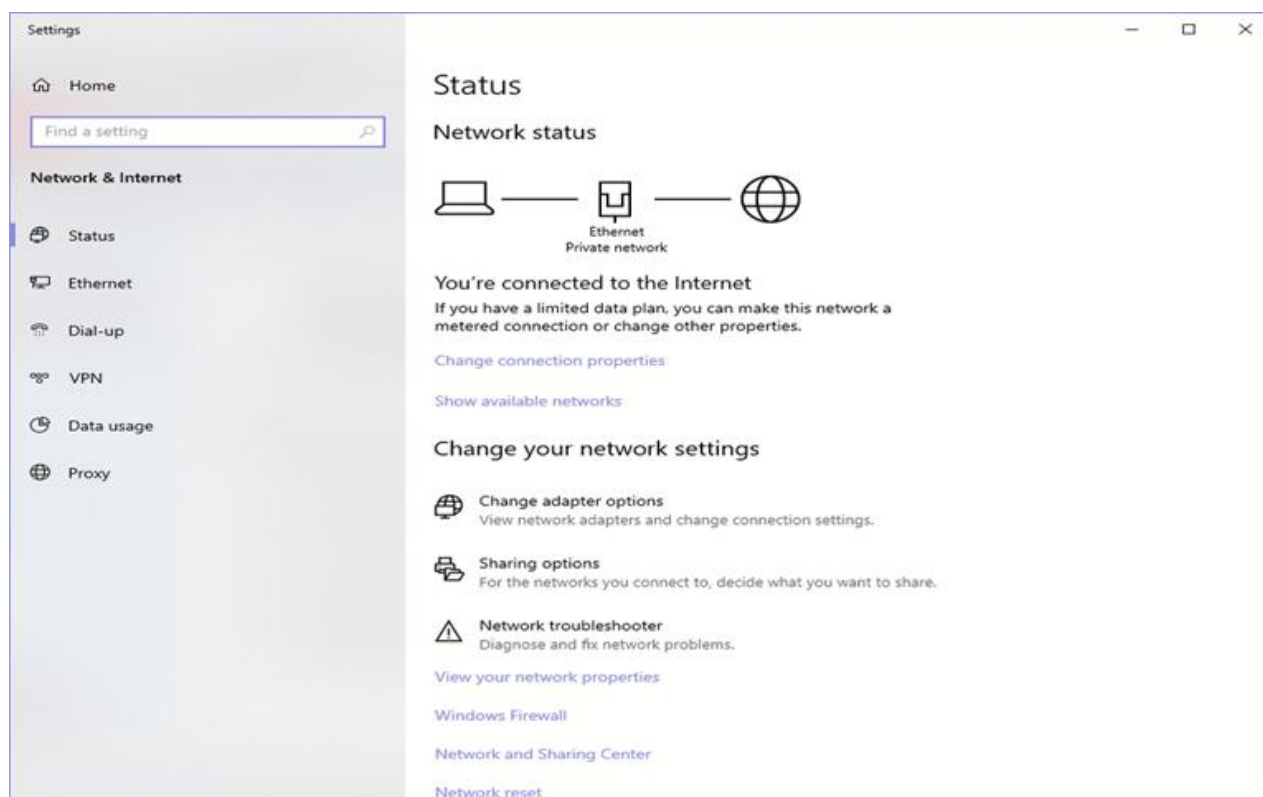 Settings
Home
Find a setting
Network & Internet
Status
Ethernet
Dial-up
VPN
Data usage
Proxy
Status
Network status
Ethernet
Private network
You're connected to the Internet
If you have a limited data plan, you can make this network a
metered connection or change other properties.
Change connection properties
Show available networks
Change your network settings
Change adapter options
View network adapters and change connection settings.
Sharing options
For the networks you connect to, decide what you want to share.
Network troubleshooter
Diagnose and fix network problems.
View your network properties
Windows Firewall
Network and Sharing Center
Network reset